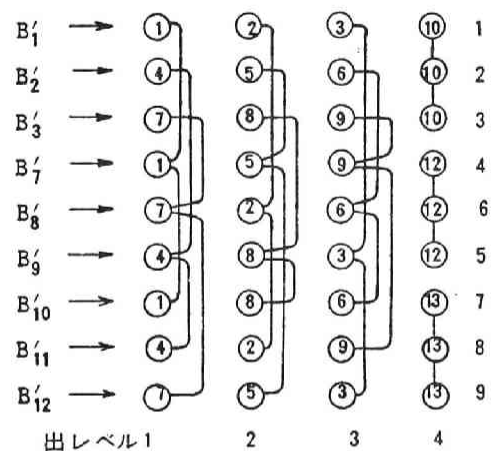 B′1 → 1 2 3 10 1
B′2 → 4 5 6 10 2
B′3 → 7 8 9 10 3
B′7 → 1 5 9 12 4
B′8 → 7 2 6 12 6
B′9 → 4 8 3 12 5
B′10 → 1 8 6 13 7
B′11 → 4 2 9 13 8
B′12 → 7 5 3 13 9
出レベル1 2 3 4